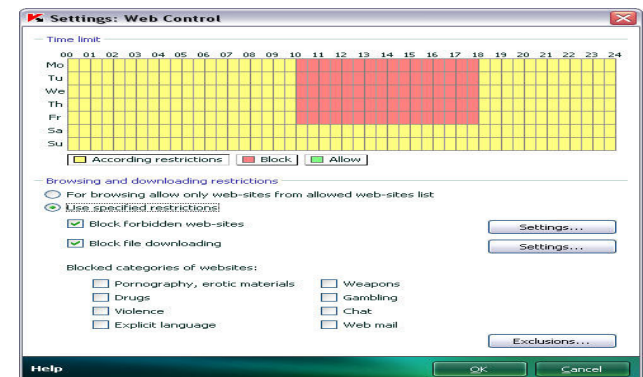 Settings: Web Control
Time limit
00 01 02 03 04 05 06 07 08 09 10 11 12 13 14 15 16 17 18 19 20 21 22 23 24
Mo
Tu
We
Th
Fr
Sa
Su
According restrictions Block Allow
Browsing and downloading restrictions
For browsing allow only web-sites from allowed web-sites list
Use specified restrictions
Block forbidden web-sites Settings...
Block file downloading Settings...
Blocked categories of websites:
Pornography, erotic materials Weapons
Drugs Gambling
Violence Chat
Explicit language Web mail
Exclusions...
Help OK Cancel